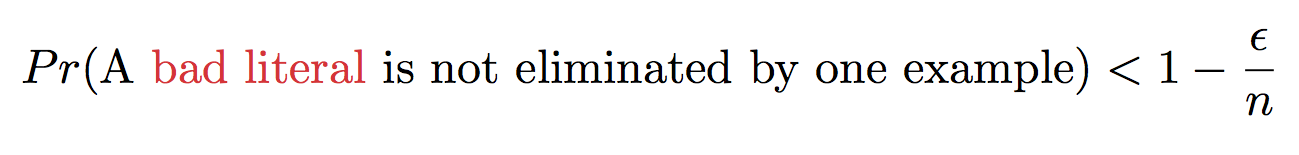 Pr(A bad literal is not eliminated by one example) < 1 − ϵ/n